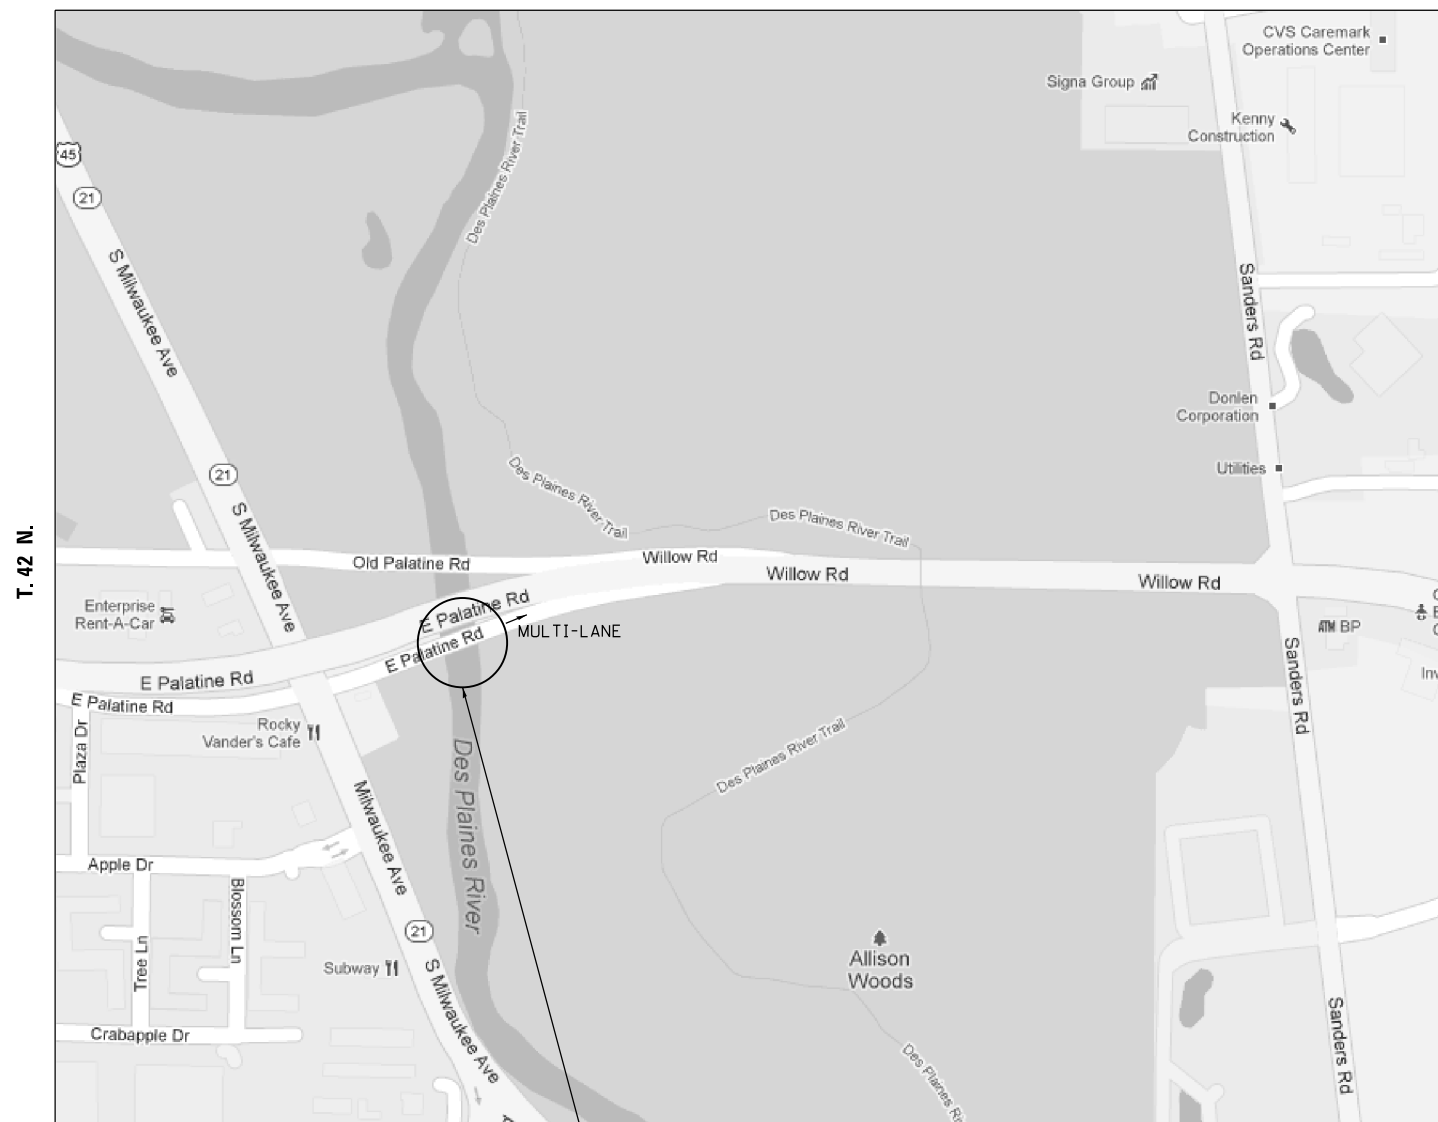 CVS Caremark
Operations Center
Signa Group
Kenny
Construction
Des Plaines River Trail
45
21
S Milwaukee Ave
Sanders Rd
Donlen
Corporation
Utilities
21
S Milwaukee Ave
Des Plaines River Trail
Des Plaines River Trail
T. 42 N.
Old Palatine Rd
Willow Rd
Willow Rd
Willow Rd
Enterprise
Rent-A-Car
E Palatine Rd
MULTI-LANE
E Palatine Rd
ATM BP
E Palatine Rd
E Palatine Rd
Sanders Rd
Rocky
Vander's Cafe
Plaza Dr
Des Plaines River Trail
Des Plaines River
Milwaukee Ave
Apple Dr
Blossom Ln
Tree Ln
21
Subway
S Milwaukee Ave
Allison
Woods
Crabapple Dr
Sanders Rd
Des Plaines Ri